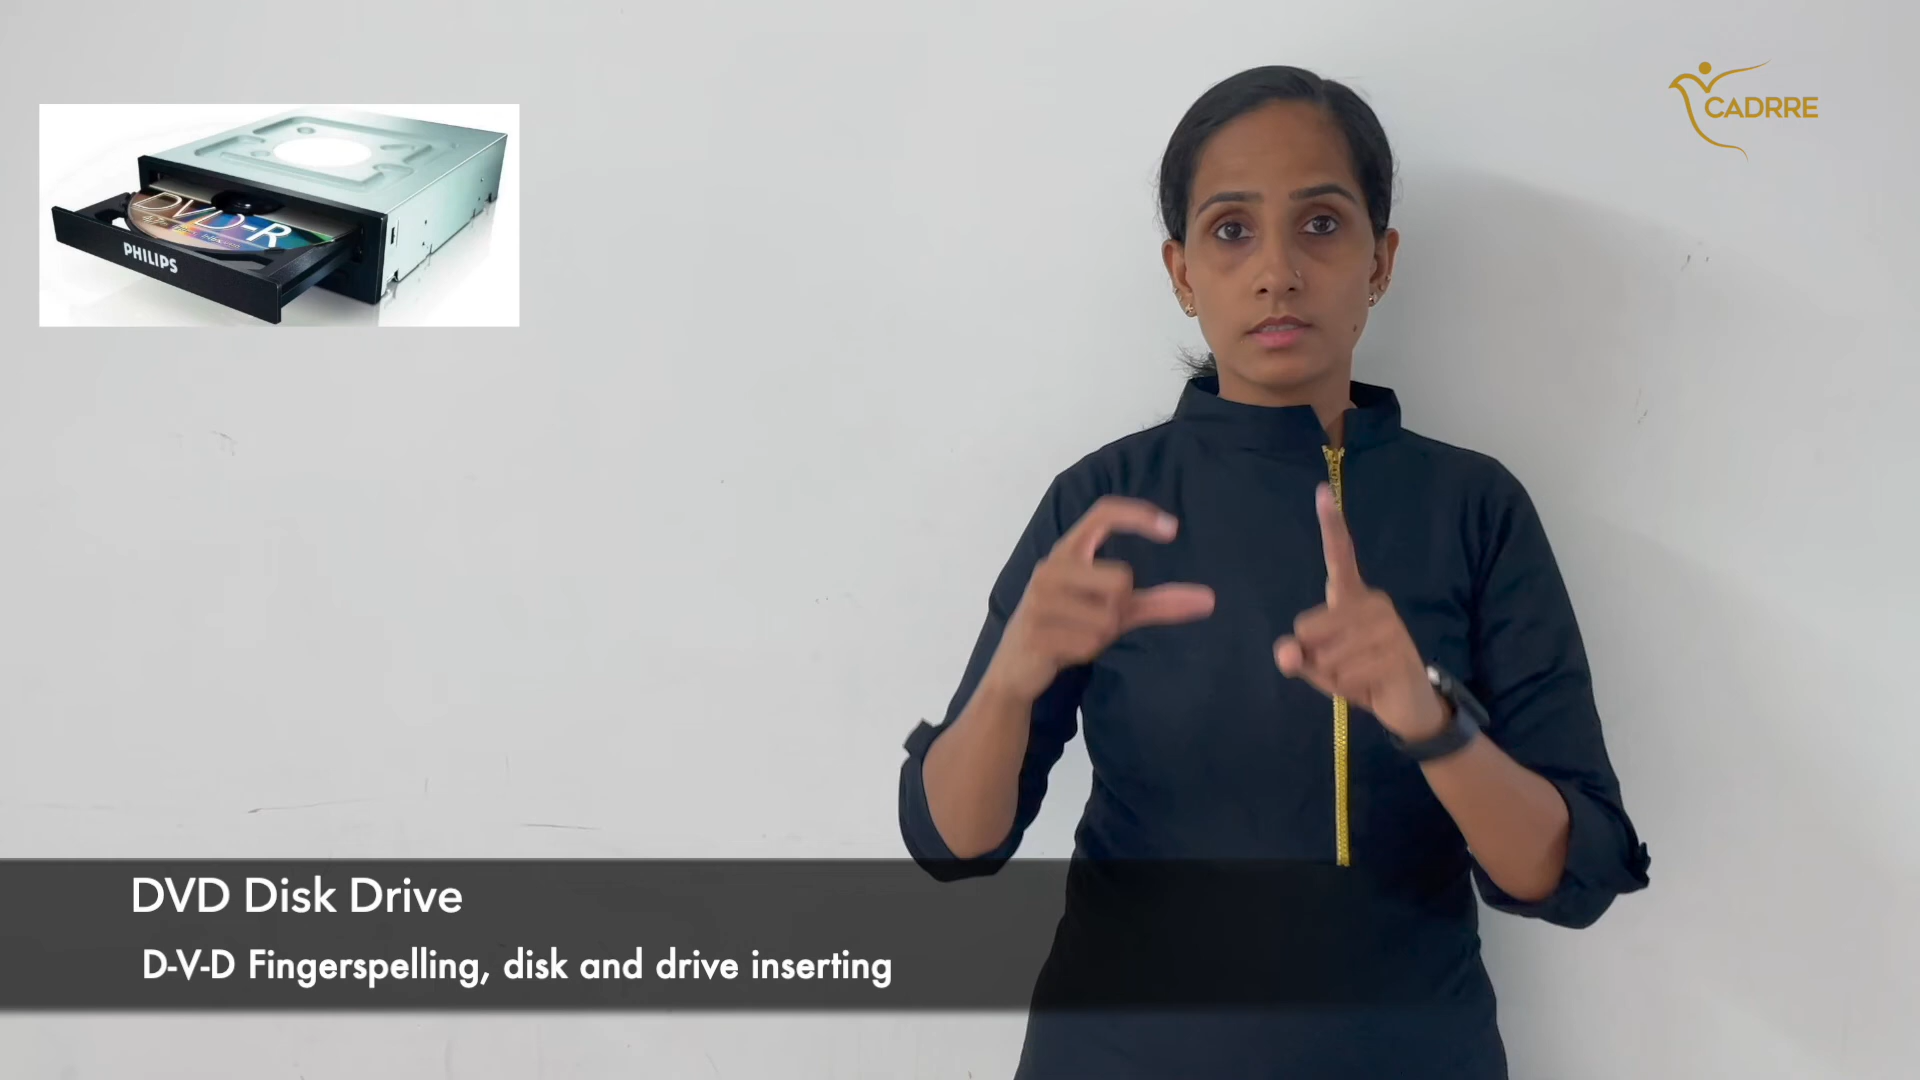 CADRRE
DVD-R
PHILIPS
DVD Disk Drive
D-V-D Fingerspelling, disk and drive inserting